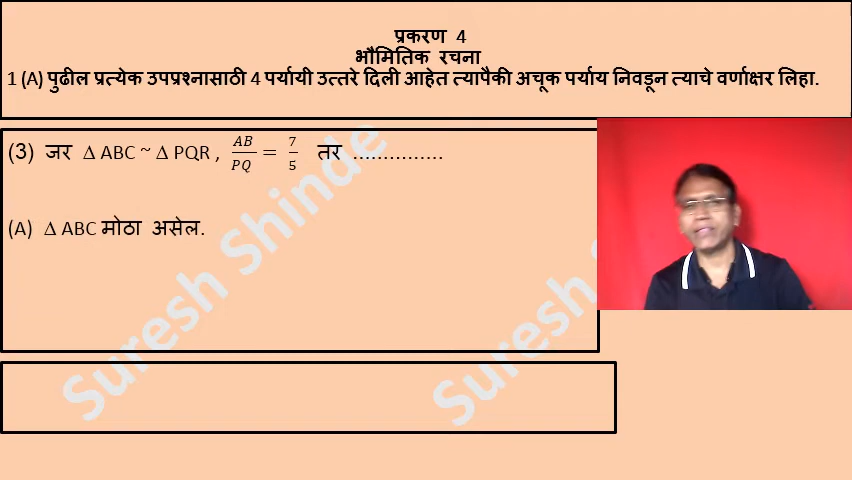 प्रकरण 4
भौमितिक रचना
1 (A) पुढील प्रत्येक उपप्रश्नासाठी 4 पर्यायी उत्तरे दिली आहेत त्यापैकी अचूक पर्याय निवडून त्याचे वर्णाक्षर लिहा.
(3) जर ∆ ABC ~ ∆ PQR , AB/PQ = 7/5 तर ...............
(A) ∆ ABC मोठा असेल.
Suresh Shinde
Suresh S